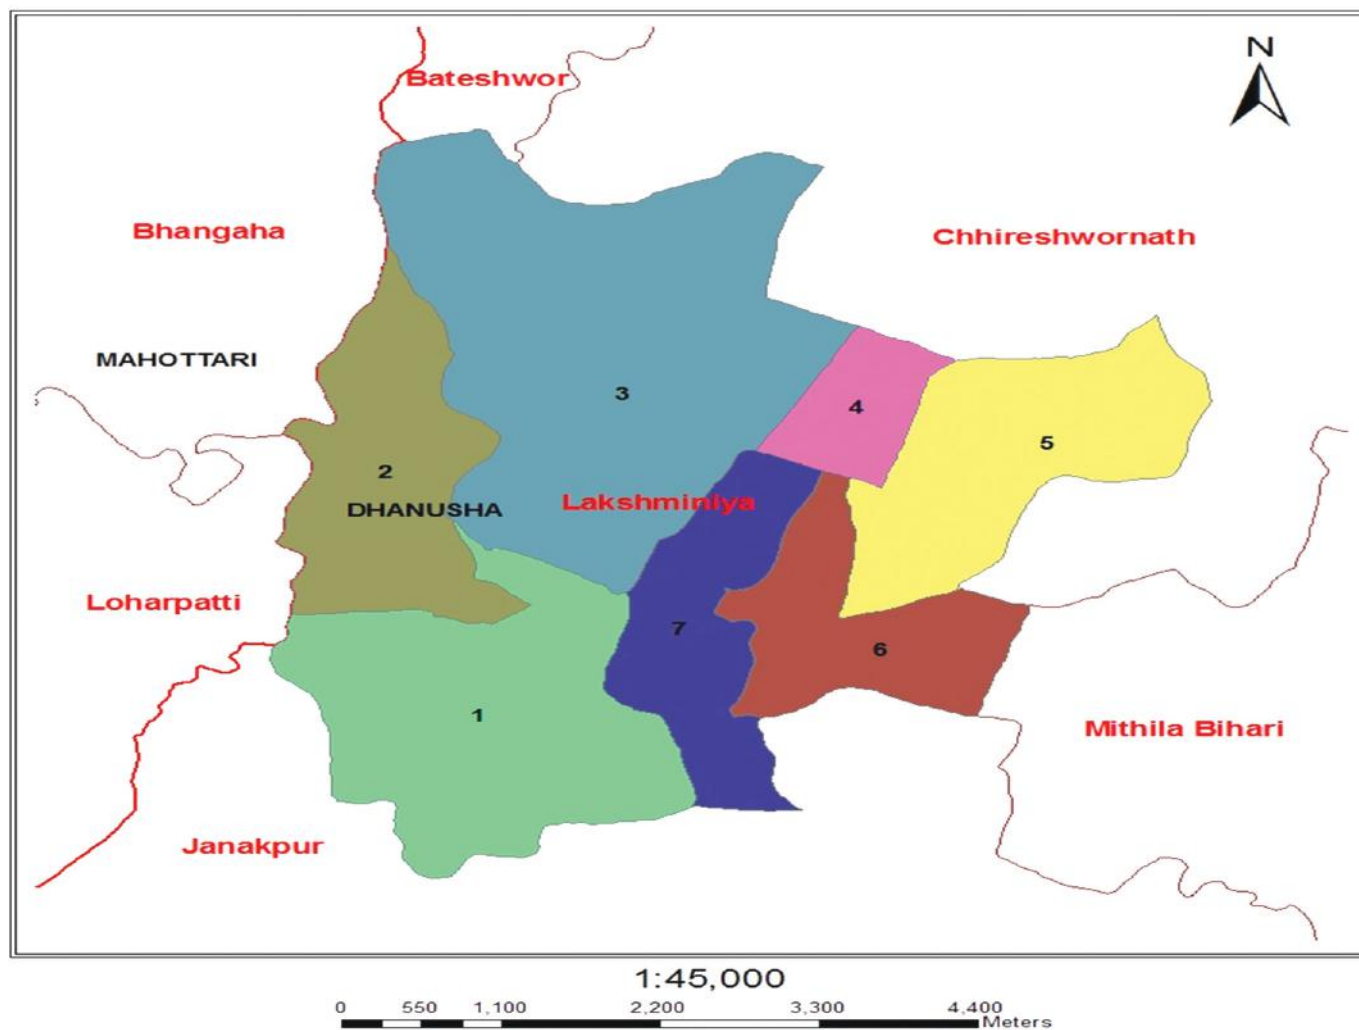 N
Bateshwor
Bhangaha
Chhireshwornath
MAHOTTARI
3
4
5
2
DHANUSHA
Lakshminiya
Loharpatti
7
6
1
Mithila Bihari
Janakpur
1:45,000
0 550 1,100 2,200 3,300 4,400
Meters